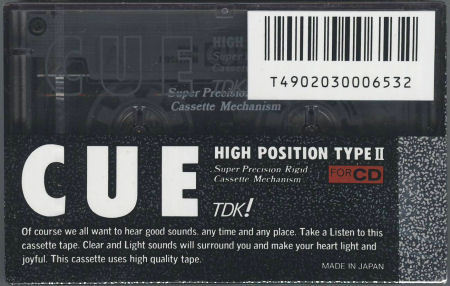 CUE
HIGH POSITION
TDK
Super Precision
Cassette Mechanism
T4902030006532
CUE
HIGH POSITION TYPE II
Super Precision Rigid
Cassette Mechanism
FOR CD
TDK!
Of course we all want to hear good sounds, any time and any place. Take a Listen to this
cassette tape. Clear and Light sounds will surround you and make your heart light and
joyful. This cassette uses high quality tape.
MADE IN JAPAN